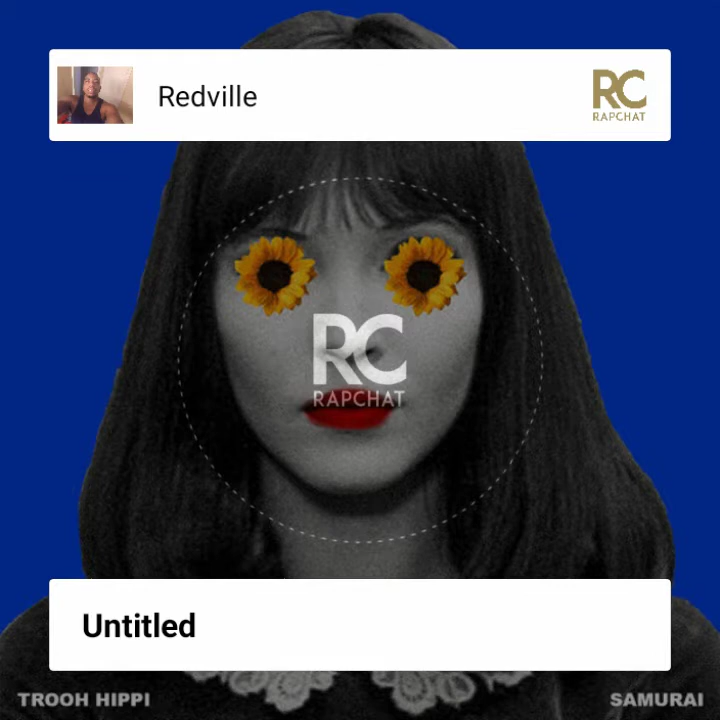 Redville
RC
RAPCHAT
RC
RAPCHAT
Untitled
TROOH HIPPI
SAMURAI